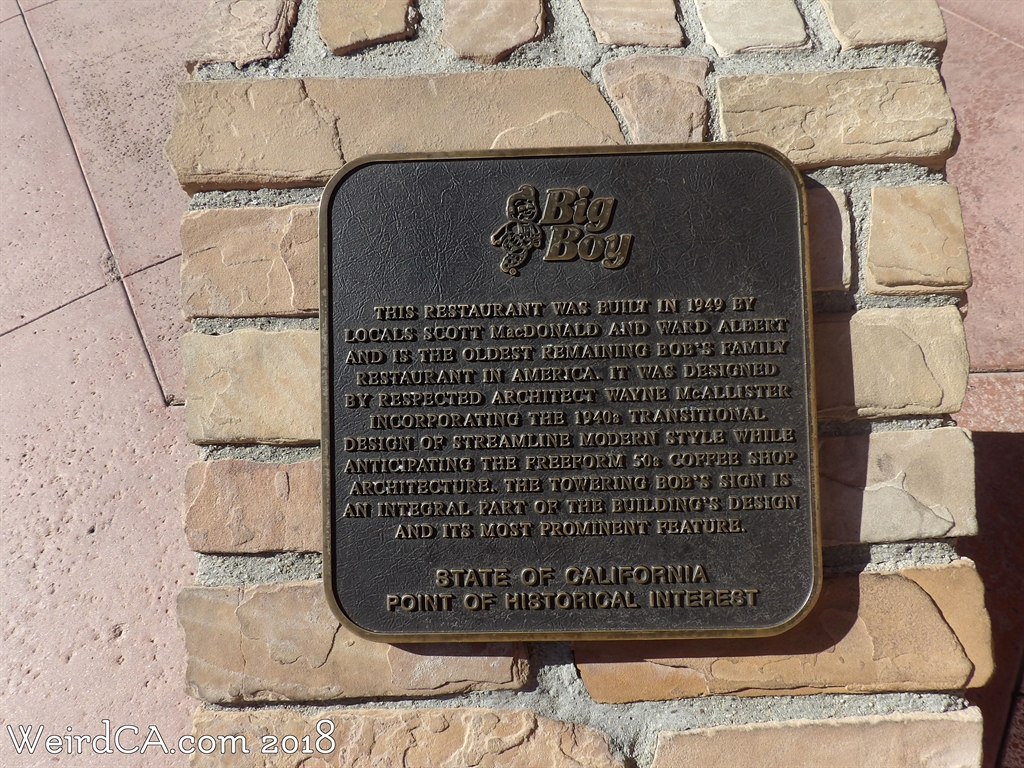 Big
Boy
THIS RESTAURANT WAS BUILT IN 1949 BY
LOCALS SCOTT MacDONALD AND WARD ALBERT
AND IS THE OLDEST REMAINING BOB'S FAMILY
RESTAURANT IN AMERICA. IT WAS DESIGNED
BY RESPECTED ARCHITECT WAYNE McALLISTER
INCORPORATING THE 1940s TRANSITIONAL
DESIGN OF STREAMLINE MODERN STYLE WHILE
ANTICIPATING THE FREEFORM 50s COFFEE SHOP
ARCHITECTURE. THE TOWERING BOB'S SIGN IS
AN INTEGRAL PART OF THE BUILDING'S DESIGN
AND ITS MOST PROMINENT FEATURE.
STATE OF CALIFORNIA
POINT OF HISTORICAL INTEREST
WeirdCA.com 2018